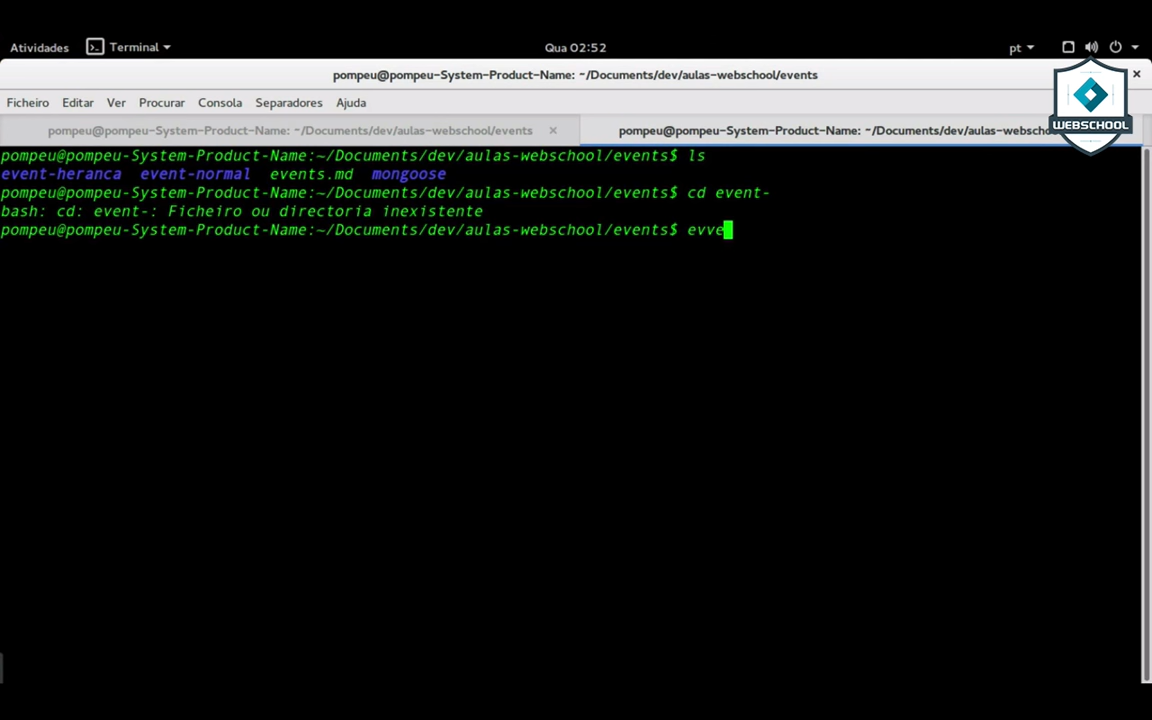 Atividades Terminal Qua 02:52 pt
pompeu@pompeu-System-Product-Name: ~/Documents/dev/aulas-webschool/events
Ficheiro Editar Ver Procurar Consola Separadores Ajuda
WEBSCHOOL
pompeu@pompeu-System-Product-Name: ~/Documents/dev/aulas-webschool/events pompeu@pompeu-System-Product-Name: ~/Documents/dev/aulas-webscho
pompeu@pompeu-System-Product-Name:~/Documents/dev/aulas-webschool/events$ ls
event-heranca event-normal events.md mongoose
pompeu@pompeu-System-Product-Name:~/Documents/dev/aulas-webschool/events$ cd event-
bash: cd: event-: Ficheiro ou directoria inexistente
pompeu@pompeu-System-Product-Name:~/Documents/dev/aulas-webschool/events$ evve